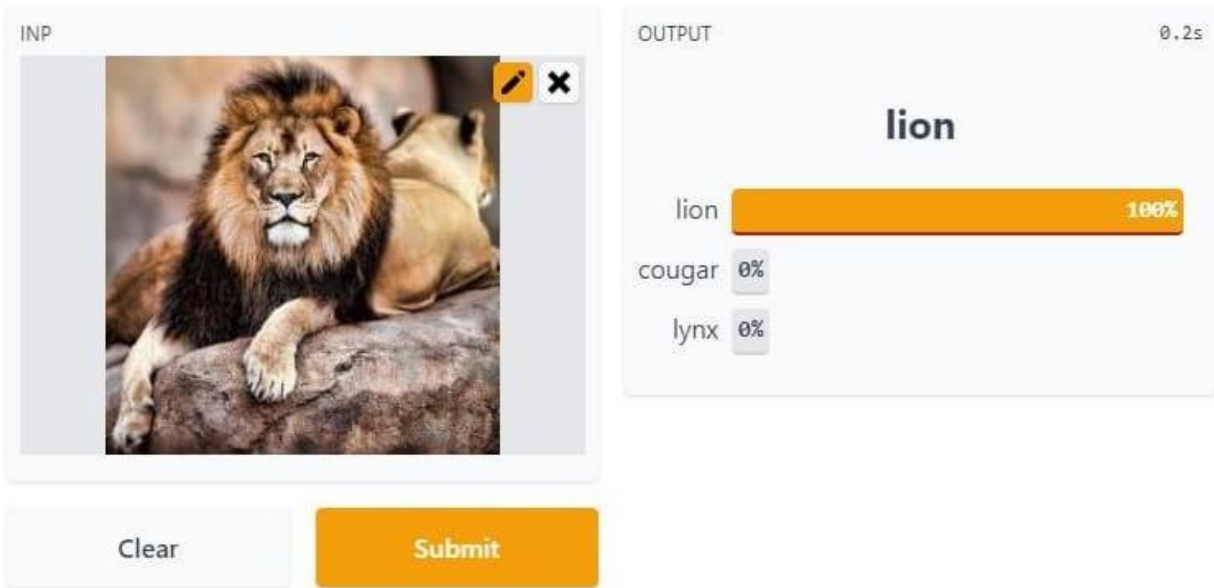 INP
Clear
Submit
OUTPUT 0.2s
lion
lion 100%
cougar 0%
lynx 0%